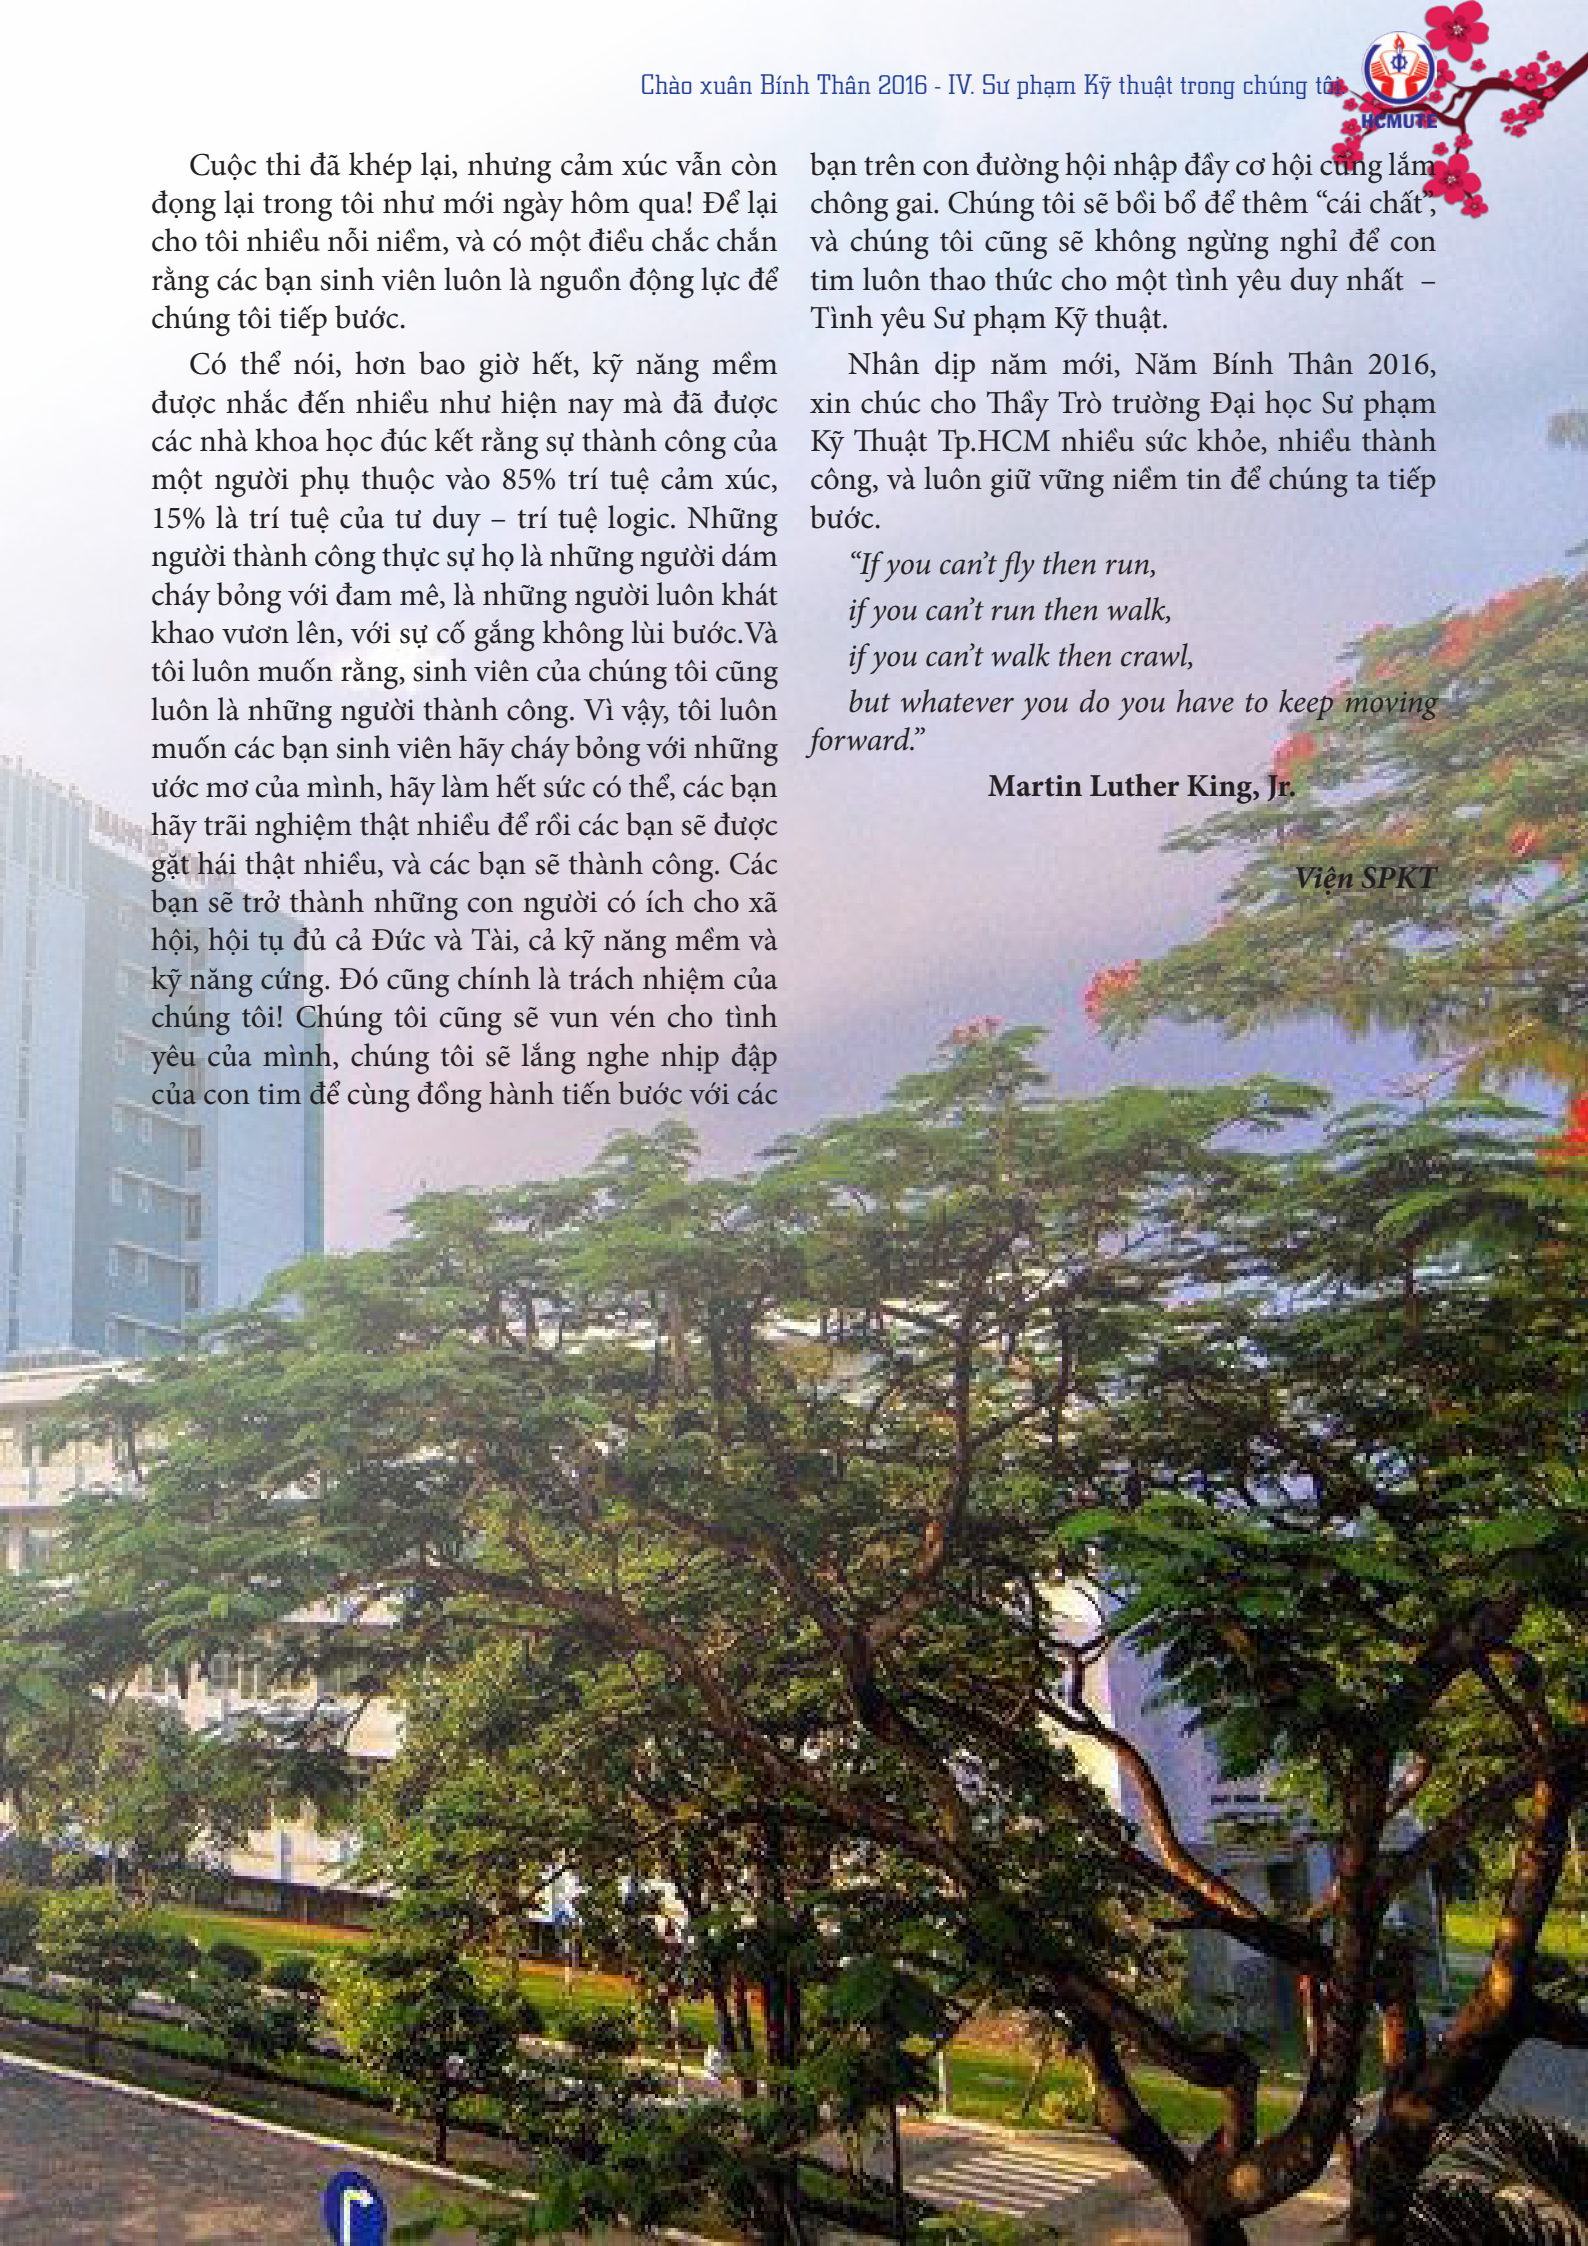 Chào xuân Bính Thân 2016 - IV. Sư phạm Kỹ thuật trong chúng tôi
HCMUTE
Cuộc thi đã khép lại, nhưng cảm xúc vẫn còn
đọng lại trong tôi như mới ngày hôm qua! Để lại
cho tôi nhiều nỗi niềm, và có một điều chắc chắn
rằng các bạn sinh viên luôn là nguồn động lực để
chúng tôi tiếp bước.
Có thể nói, hơn bao giờ hết, kỹ năng mềm
được nhắc đến nhiều như hiện nay mà đã được
các nhà khoa học đúc kết rằng sự thành công của
một người phụ thuộc vào 85% trí tuệ cảm xúc,
15% là trí tuệ của tư duy – trí tuệ logic. Những
người thành công thực sự họ là những người dám
cháy bỏng với đam mê, là những người luôn khát
khao vươn lên, với sự cố gắng không lùi bước.Và
tôi luôn muốn rằng, sinh viên của chúng tôi cũng
luôn là những người thành công. Vì vậy, tôi luôn
muốn các bạn sinh viên hãy cháy bỏng với những
ước mơ của mình, hãy làm hết sức có thể, các bạn
hãy trãi nghiệm thật nhiều để rồi các bạn sẽ được
gặt hái thật nhiều, và các bạn sẽ thành công. Các
bạn sẽ trở thành những con người có ích cho xã
hội, hội tụ đủ cả Đức và Tài, cả kỹ năng mềm và
kỹ năng cứng. Đó cũng chính là trách nhiệm của
chúng tôi! Chúng tôi cũng sẽ vun vén cho tình
yêu của mình, chúng tôi sẽ lắng nghe nhịp đập
của con tim để cùng đồng hành tiến bước với các
bạn trên con đường hội nhập đầy cơ hội cũng lắm
chông gai. Chúng tôi sẽ bồi bổ để thêm “cái chất”,
và chúng tôi cũng sẽ không ngừng nghỉ để con
tim luôn thao thức cho một tình yêu duy nhất –
Tình yêu Sư phạm Kỹ thuật.
Nhân dịp năm mới, Năm Bính Thân 2016,
xin chúc cho Thầy Trò trường Đại học Sư phạm
Kỹ Thuật Tp.HCM nhiều sức khỏe, nhiều thành
công, và luôn giữ vững niềm tin để chúng ta tiếp
bước.
“If you can’t fly then run,
if you can’t run then walk,
if you can’t walk then crawl,
but whatever you do you have to keep moving
forward.”
Martin Luther King, Jr.
Viện SPKT